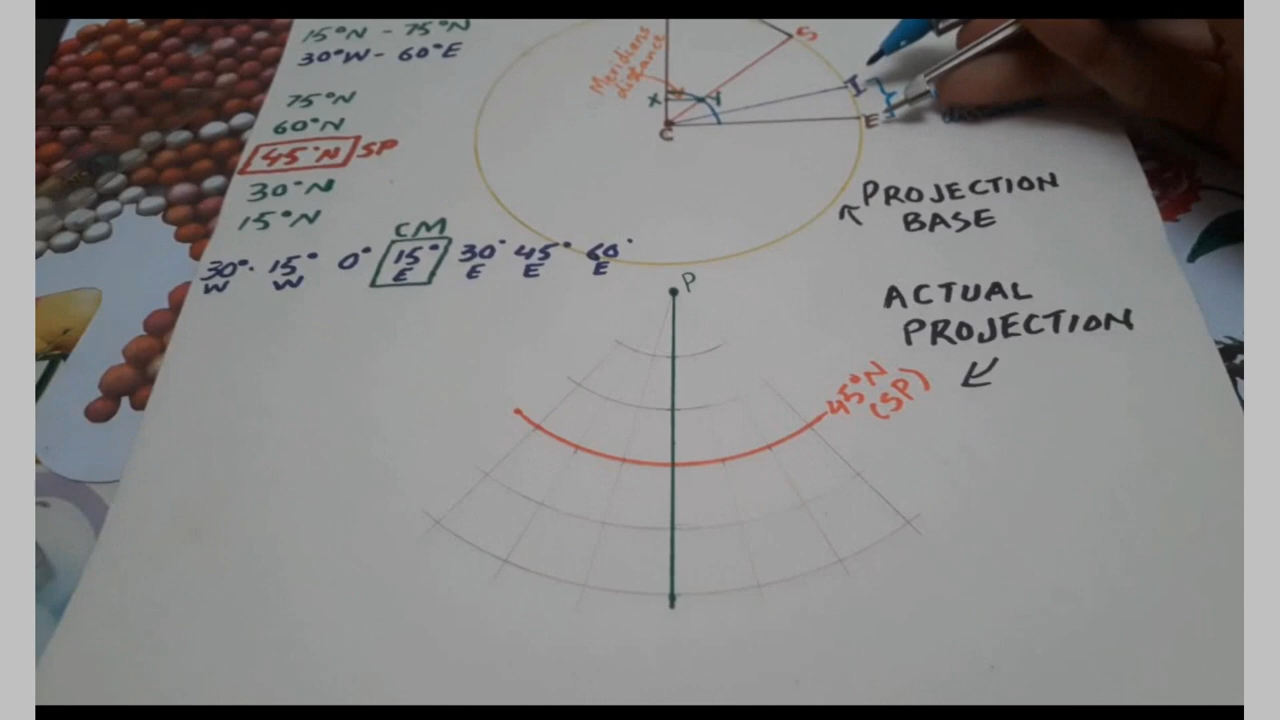 15°N - 75°N
30°W - 60°E
75°N
60°N
45°N SP
30°N
15°N
CM
30° 15° 0° 15° 30° 45° 60°
W W E E E E
Meridians
distance
S
I
X Y
C
E
PROJECTION
BASE
P
ACTUAL
PROJECTION
45°N
(SP)